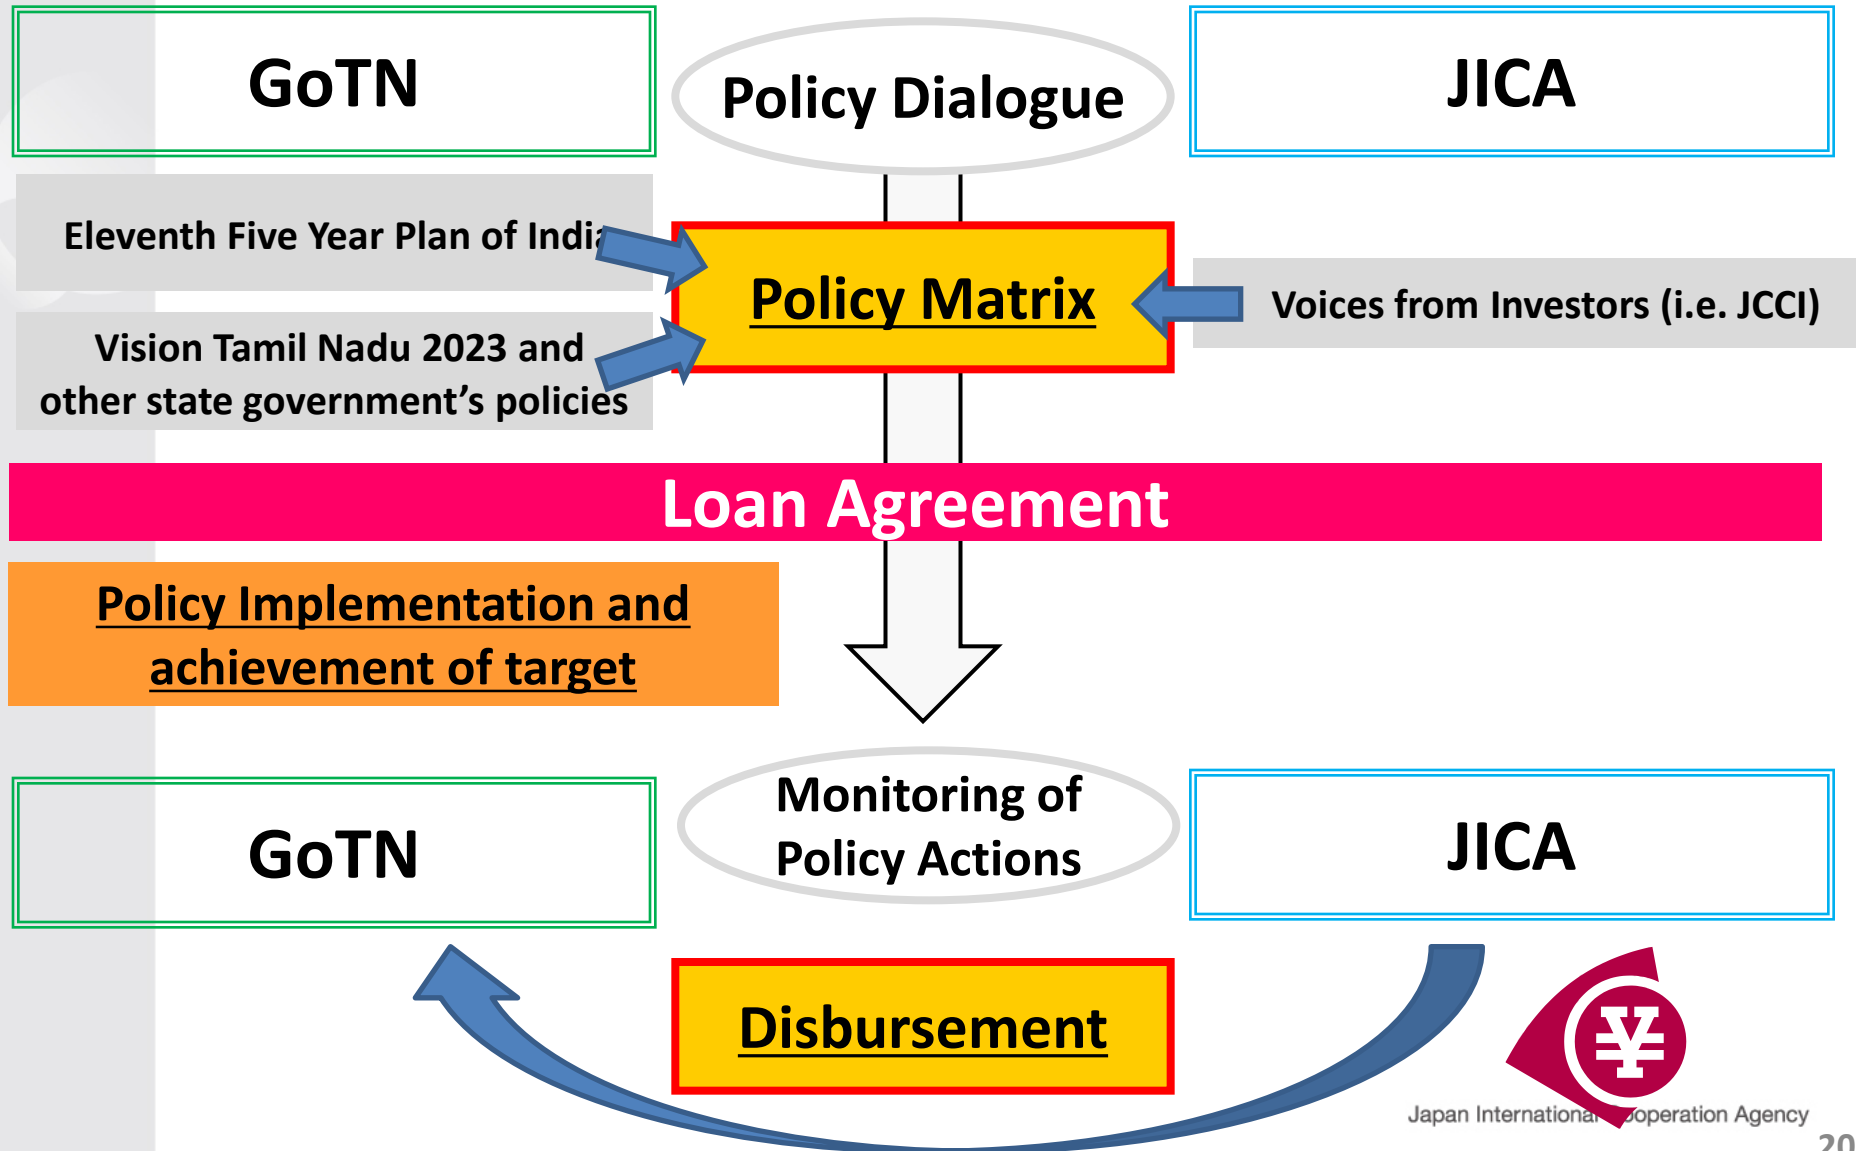 GoTN
Policy Dialogue
JICA
Eleventh Five Year Plan of India
Policy Matrix
Voices from Investors (i.e. JCCI)
Vision Tamil Nadu 2023 and
other state government’s policies
Loan Agreement
Policy Implementation and
achievement of target
GoTN
Monitoring of
Policy Actions
JICA
Disbursement
¥
Japan International Cooperation Agency
20